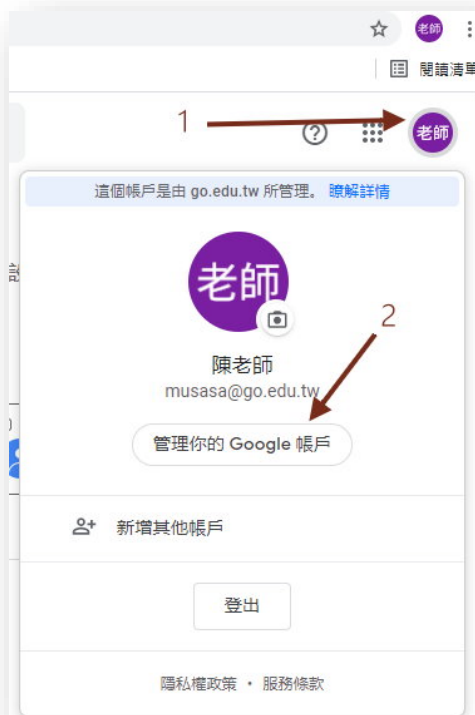 老師
閱讀清單
1
老師
這個帳戶是由 go.edu.tw 所管理。 瞭解詳情
老師
2
陳老師
musasa@go.edu.tw
管理你的 Google 帳戶
新增其他帳戶
登出
隱私權政策 • 服務條款